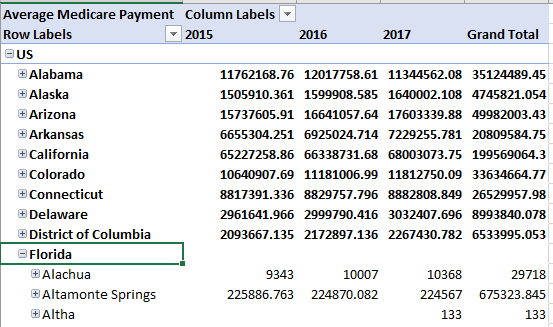 Average Medicare Payment Column Labels
Row Labels 2015 2016 2017 Grand Total
US
Alabama 11762168.76 12017758.61 11344562.08 35124489.45
Alaska 1505910.361 1599908.585 1640002.108 4745821.054
Arizona 15737605.91 16641057.64 17603339.88 49982003.43
Arkansas 6655304.251 6925024.714 7229255.781 20809584.75
California 65227258.86 66338731.68 68003073.75 199569064.3
Colorado 10640907.69 11181006.99 11812750.09 33634664.77
Connecticut 8817391.336 8829757.796 8882808.849 26529957.98
Delaware 2961641.966 2999790.416 3032407.696 8993840.078
District of Columbia 2093667.135 2172897.136 2267430.782 6533995.053
Florida
Alachua 9343 10007 10368 29718
Altamonte Springs 225886.763 224870.082 224567 675323.845
Altha 133 133